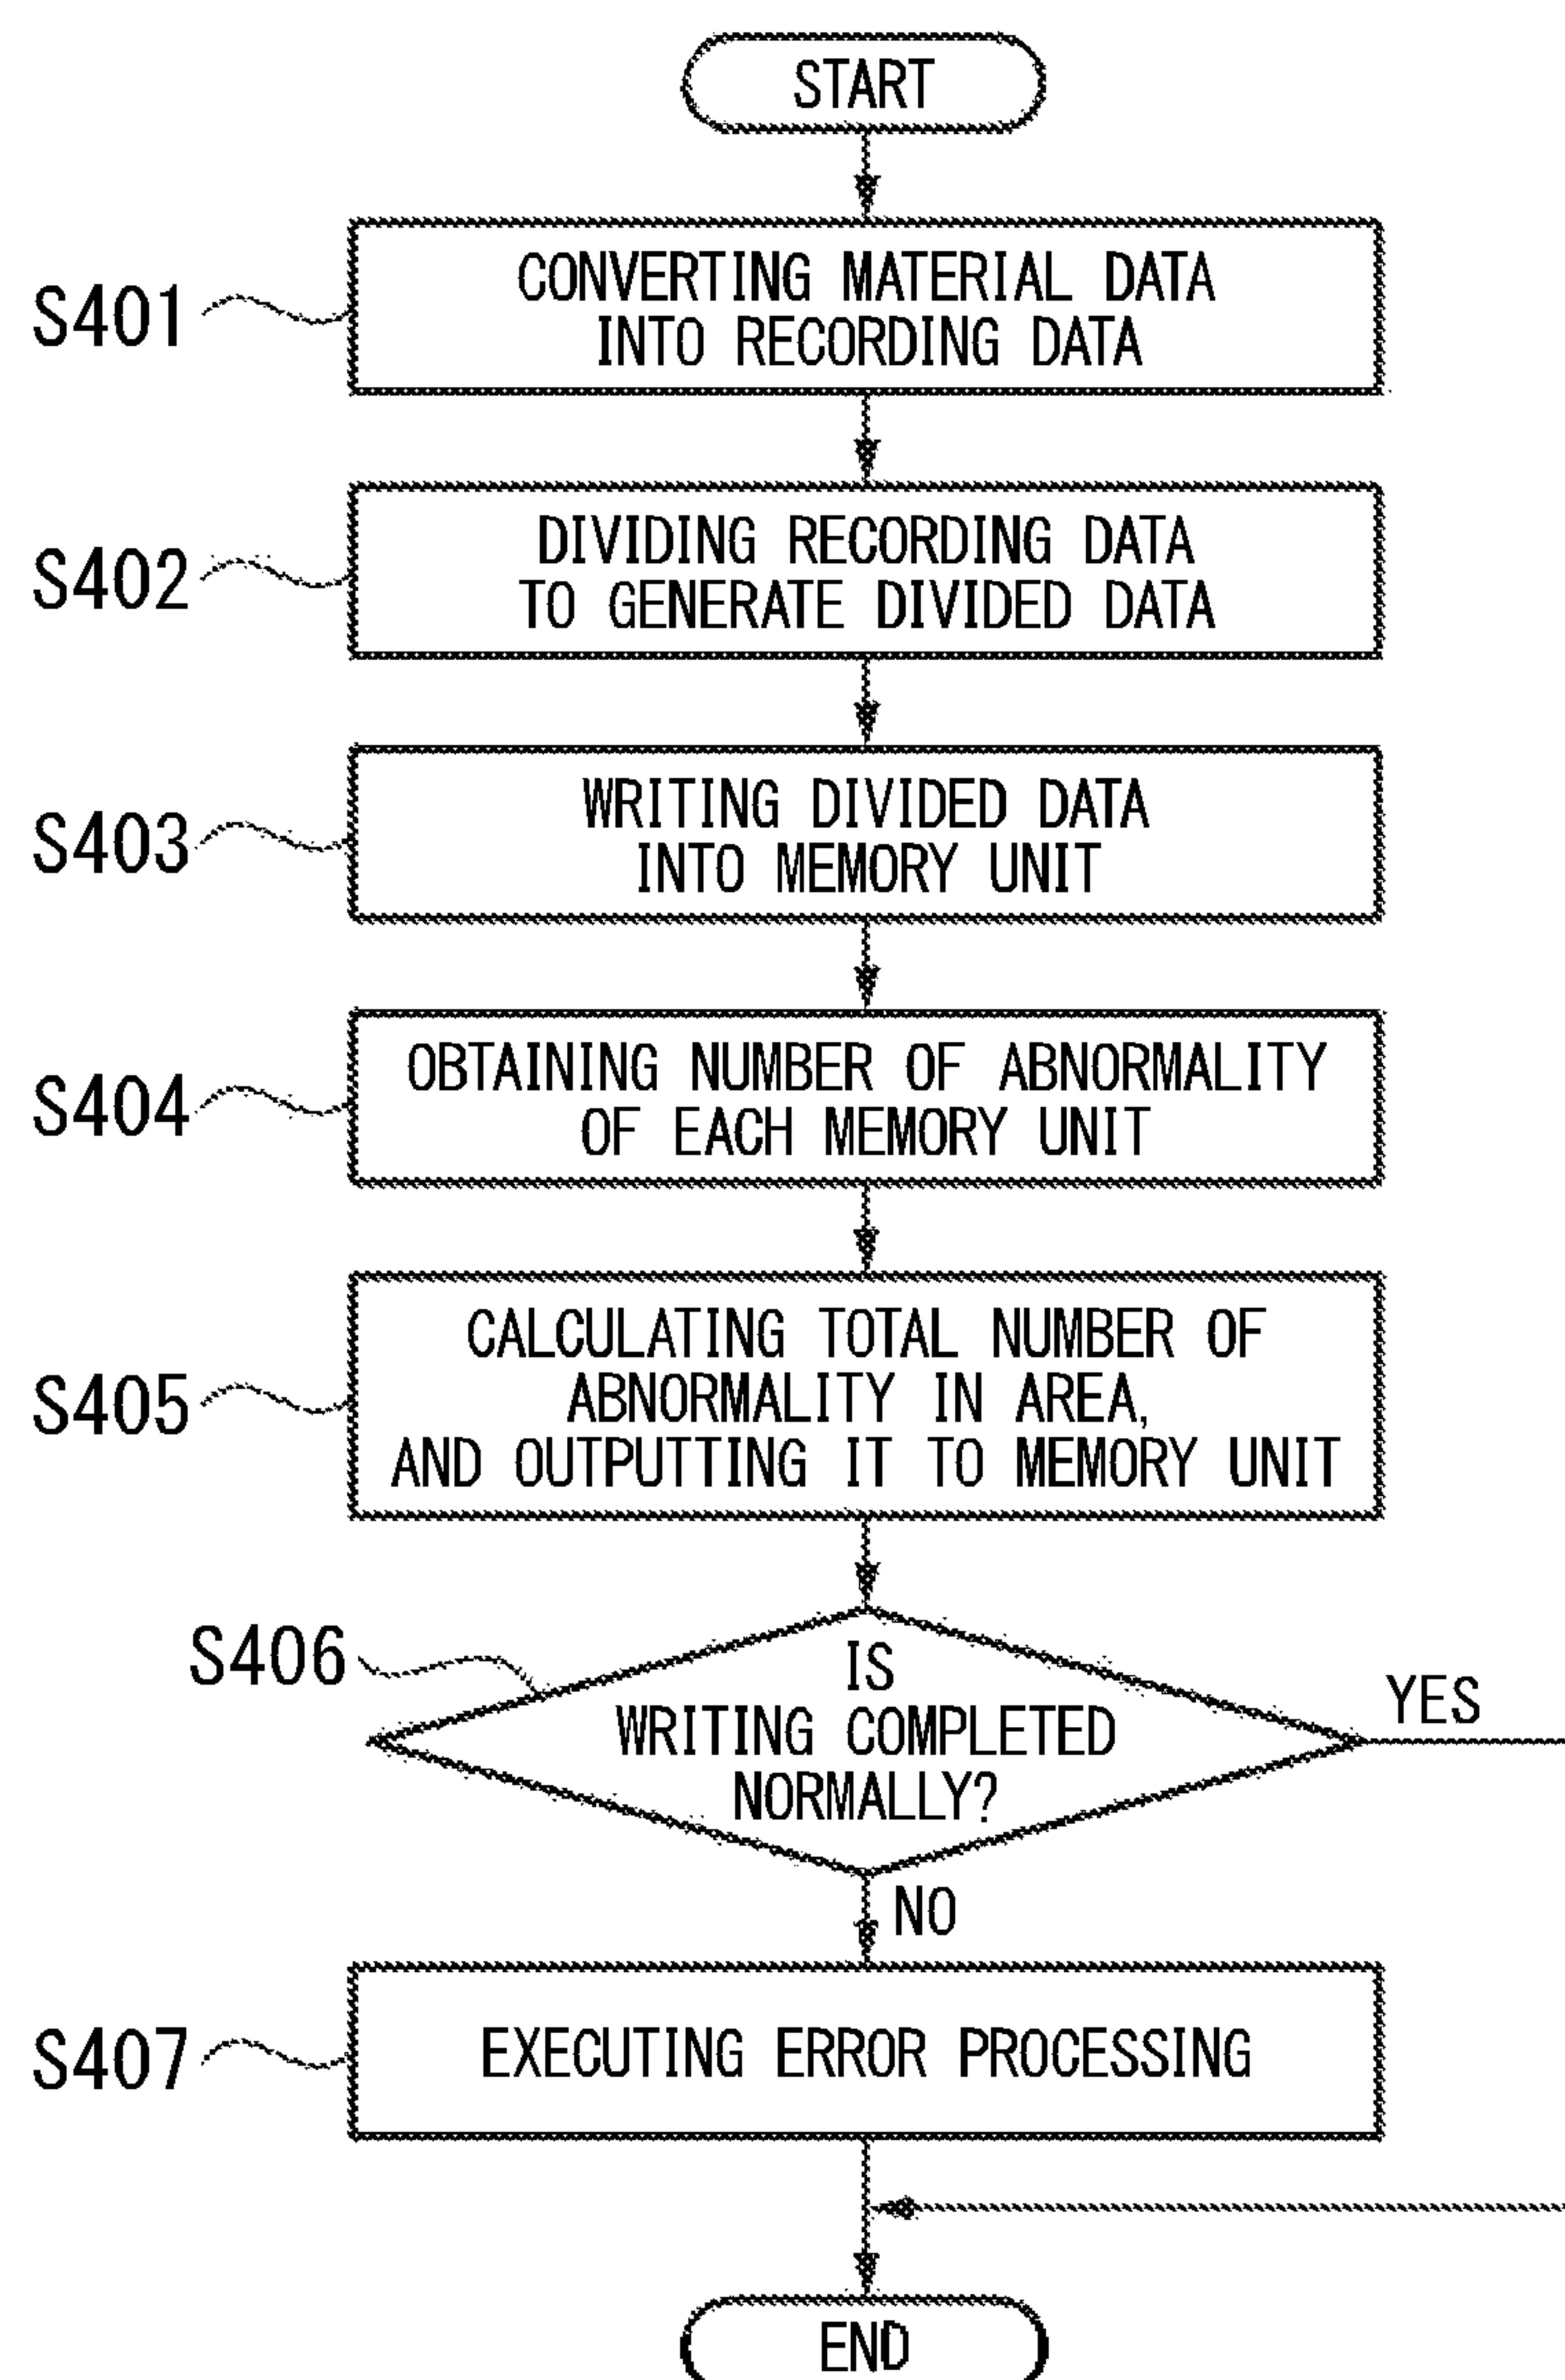 START
S401
CONVERTING MATERIAL DATA
INTO RECORDING DATA
S402
DIVIDING RECORDING DATA
TO GENERATE DIVIDED DATA
S403
WRITING DIVIDED DATA
INTO MEMORY UNIT
S404
OBTAINING NUMBER OF ABNORMALITY
OF EACH MEMORY UNIT
S405
CALCULATING TOTAL NUMBER OF
ABNORMALITY IN AREA,
AND OUTPUTTING IT TO MEMORY UNIT
S406
IS
WRITING COMPLETED
NORMALLY?
YES
NO
S407
EXECUTING ERROR PROCESSING
END